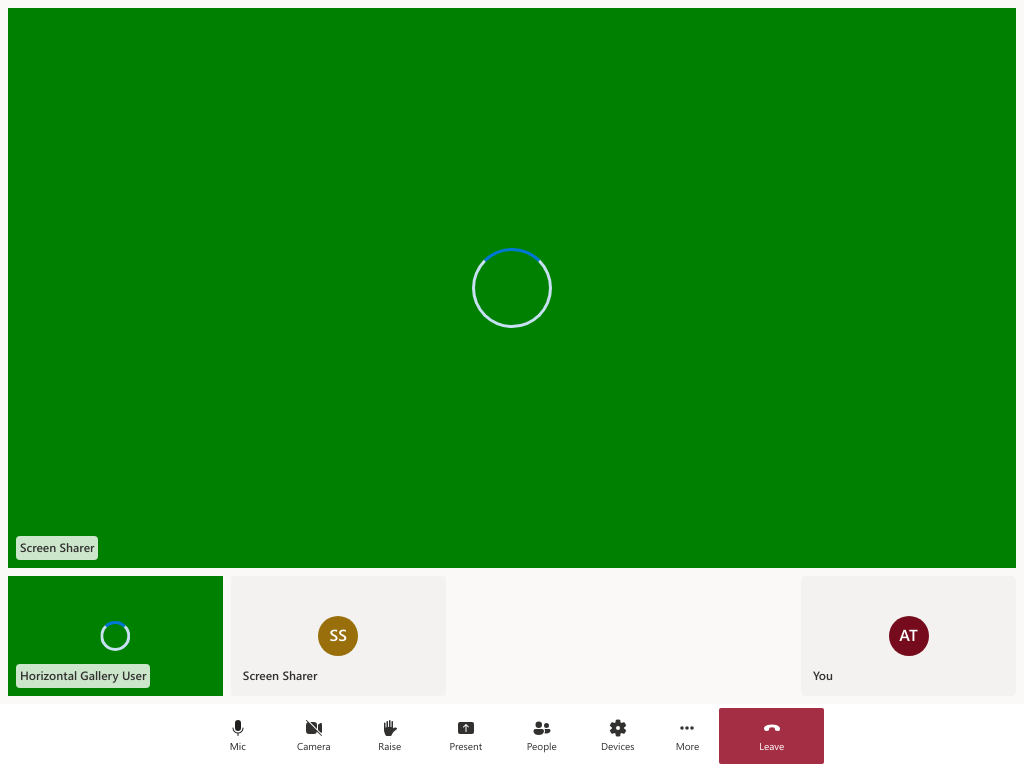 Screen Sharer
Horizontal Gallery User
SS
Screen Sharer
AT
You
Mic
Camera
Raise
Present
People
Devices
More
Leave